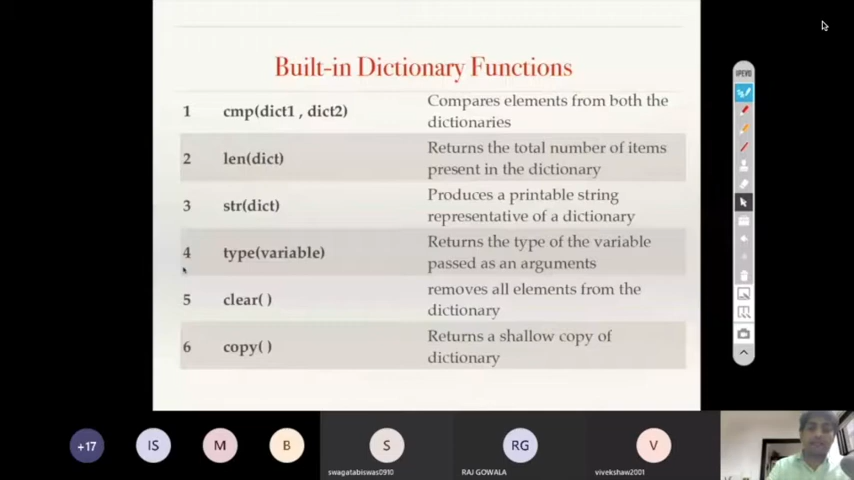 Built-in Dictionary Functions
1 cmp(dict1 , dict2) Compares elements from both the
dictionaries
2 len(dict) Returns the total number of items
present in the dictionary
3 str(dict) Produces a printable string
representative of a dictionary
4 type(variable) Returns the type of the variable
passed as an arguments
5 clear( ) removes all elements from the
dictionary
6 copy( ) Returns a shallow copy of
dictionary
+17 IS M B S RG V
swagatabiswas0910 RAJ GOWALA vivekshaw2001